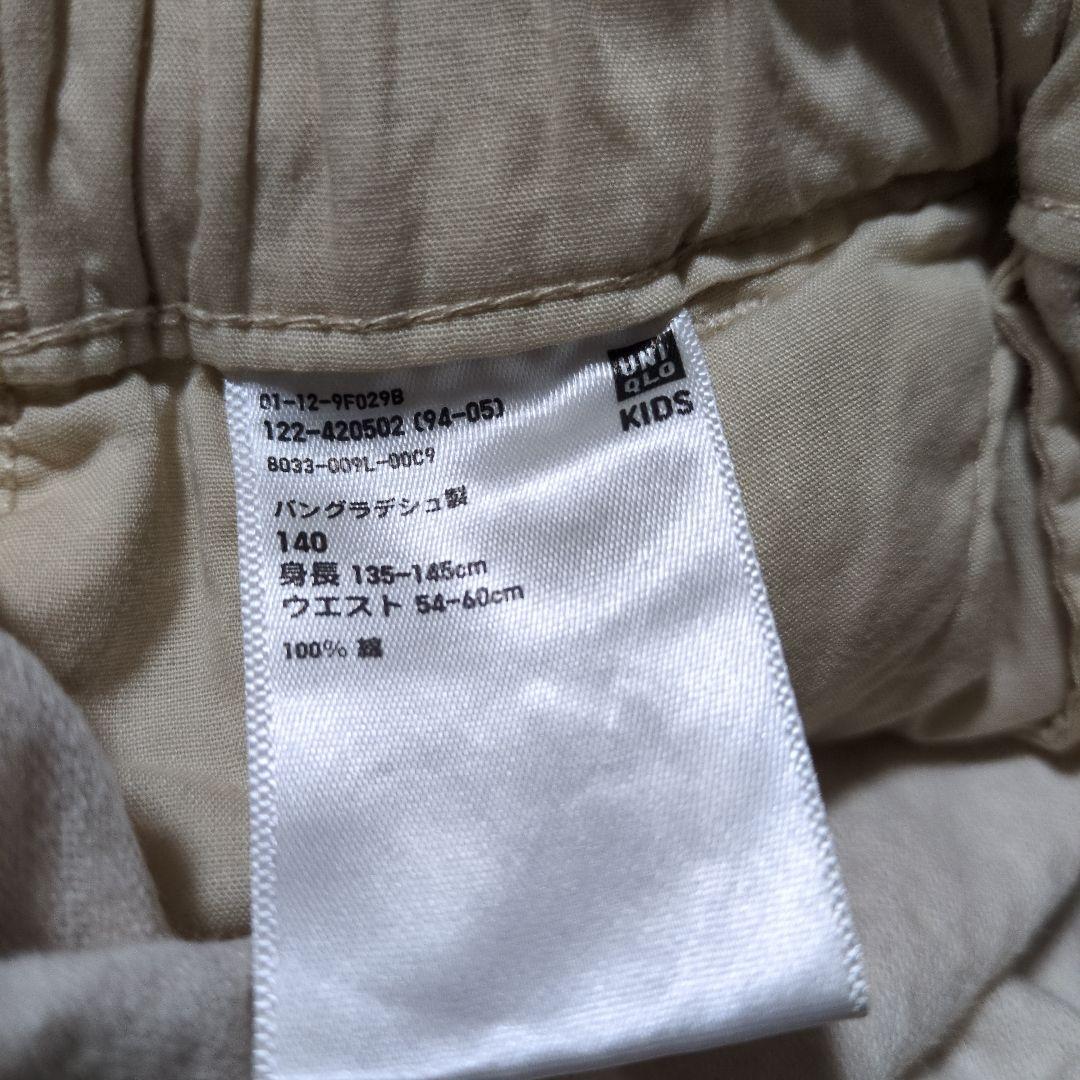 UNI
QLO
KIDS
01-12-9F029B
122-420502 (94-05)
8033-009L-00C9
バングラデシュ製
140
身長 135-145cm
ウエスト 54-60cm
100% 綿